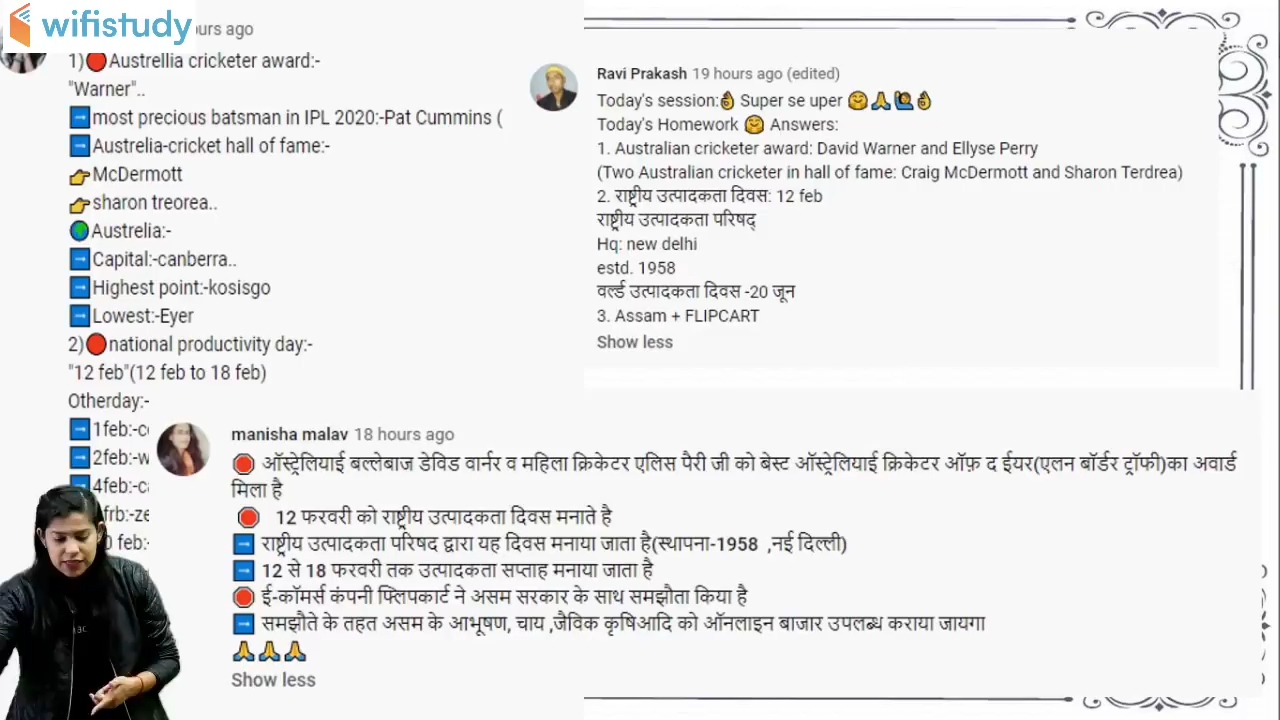 wifistudy
ours ago
1)🔴Austrellia cricketer award:-
"Warner"..
➡️most precious batsman in IPL 2020:-Pat Cummins (
➡️Austrelia-cricket hall of fame:-
👉McDermott
👉sharon treorea..
🌍Austrelia:-
➡️Capital:-canberra..
➡️Highest point:-kosisgo
➡️Lowest:-Eyer
2)🔴national productivity day:-
"12 feb"(12 feb to 18 feb)
Otherday:-
➡️1feb:-c
➡️2feb:-w
➡️4feb:-c
frb:-ze
0 feb:-
Ravi Prakash 19 hours ago (edited)
Today's session:👌 Super se uper 🤗🙏🙋👌
Today's Homework 🤗 Answers:
1. Australian cricketer award: David Warner and Ellyse Perry
(Two Australian cricketer in hall of fame: Craig McDermott and Sharon Terdrea)
2. राष्ट्रीय उत्पादकता दिवस: 12 feb
राष्ट्रीय उत्पादकता परिषद्
Hq: new delhi
estd. 1958
वर्ल्ड उत्पादकता दिवस -20 जून
3. Assam + FLIPCART
Show less
manisha malav 18 hours ago
🛑 ऑस्ट्रेलियाई बल्लेबाज डेविड वार्नर व महिला क्रिकेटर एलिस पैरी जी को बेस्ट ऑस्ट्रेलियाई क्रिकेटर ऑफ़ द ईयर(एलन बॉर्डर ट्रॉफी)का अवार्ड
मिला है
🛑 12 फरवरी को राष्ट्रीय उत्पादकता दिवस मनाते है
➡️ राष्ट्रीय उत्पादकता परिषद द्वारा यह दिवस मनाया जाता है(स्थापना-1958 ,नई दिल्ली)
➡️ 12 से 18 फरवरी तक उत्पादकता सप्ताह मनाया जाता है
🛑 ई-कॉमर्स कंपनी फ्लिपकार्ट ने असम सरकार के साथ समझौता किया है
➡️ समझौते के तहत असम के आभूषण, चाय ,जैविक कृषिआदि को ऑनलाइन बाजार उपलब्ध कराया जायगा
🙏🙏🙏
Show less